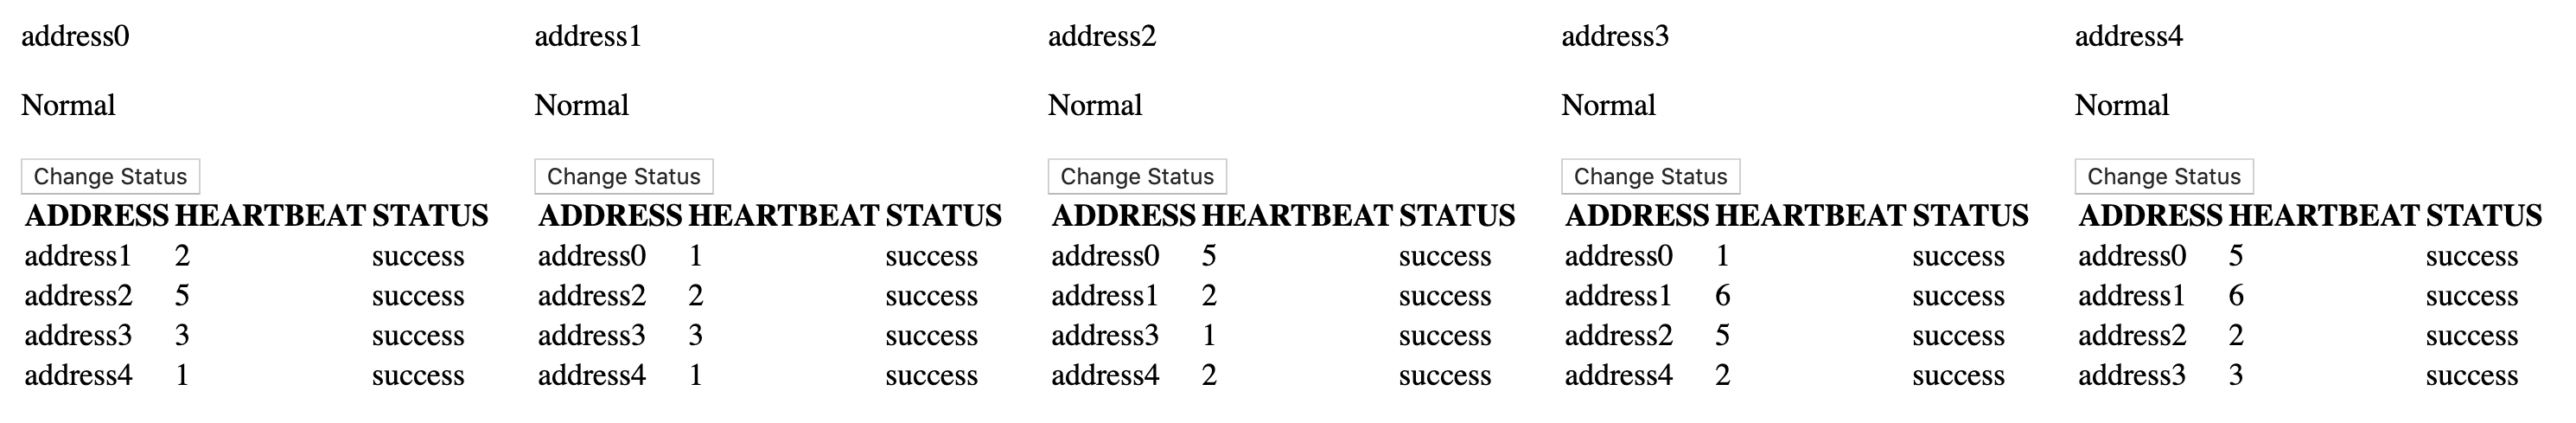 address0
Normal
Change Status
ADDRESS HEARTBEAT STATUS
address1 2 success
address2 5 success
address3 3 success
address4 1 success
address1
Normal
Change Status
ADDRESS HEARTBEAT STATUS
address0 1 success
address2 2 success
address3 3 success
address4 1 success
address2
Normal
Change Status
ADDRESS HEARTBEAT STATUS
address0 5 success
address1 2 success
address3 1 success
address4 2 success
address3
Normal
Change Status
ADDRESS HEARTBEAT STATUS
address0 1 success
address1 6 success
address2 5 success
address4 2 success
address4
Normal
Change Status
ADDRESS HEARTBEAT STATUS
address0 5 success
address1 6 success
address2 2 success
address3 3 success